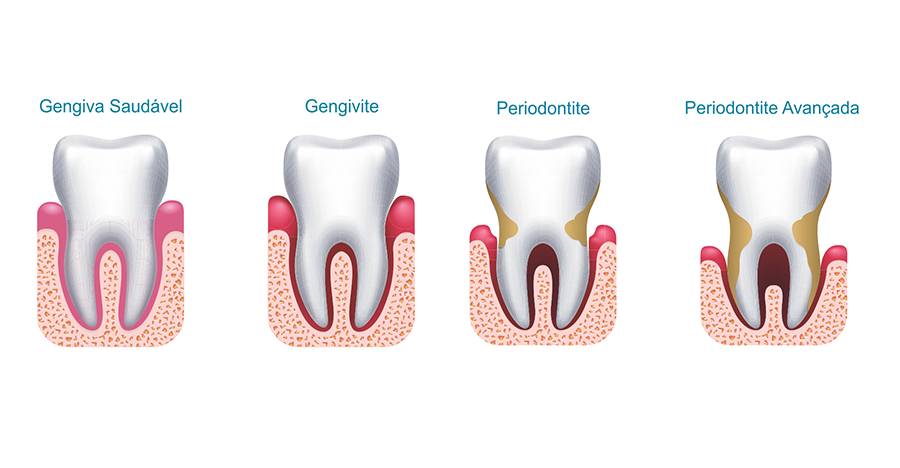 Gengiva Saudável
Gengivite
Periodontite
Periodontite Avançada